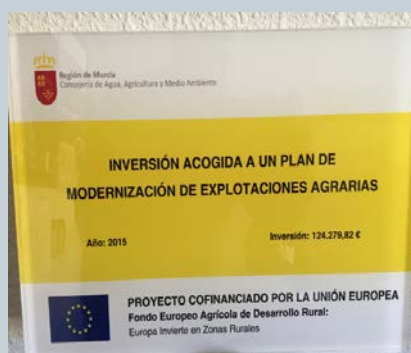 Región de Murcia
Consejería de Agua, Agricultura y Medio Ambiente
INVERSIÓN ACOGIDA A UN PLAN DE
MODERNIZACIÓN DE EXPLOTACIONES AGRARIAS
Año: 2015 Inversión: 124.279,82 €
PROYECTO COFINANCIADO POR LA UNIÓN EUROPEA
Fondo Europeo Agrícola de Desarrollo Rural:
Europa Invierte en Zonas Rurales